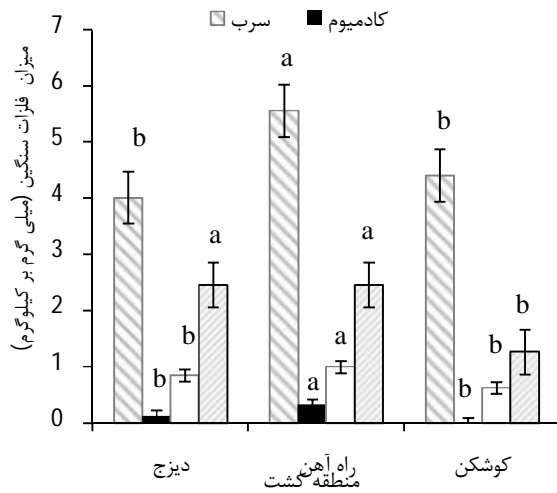 سرب کادمیوم
میزان فلزات سنگین (میلی گرم بر کیلوگرم)
7
6
5
4
3
2
1
0
b
b
b
a
a
a
a
a
b
b
b
b
دیزج
راه آهن
کوشکن
منطقه کشت